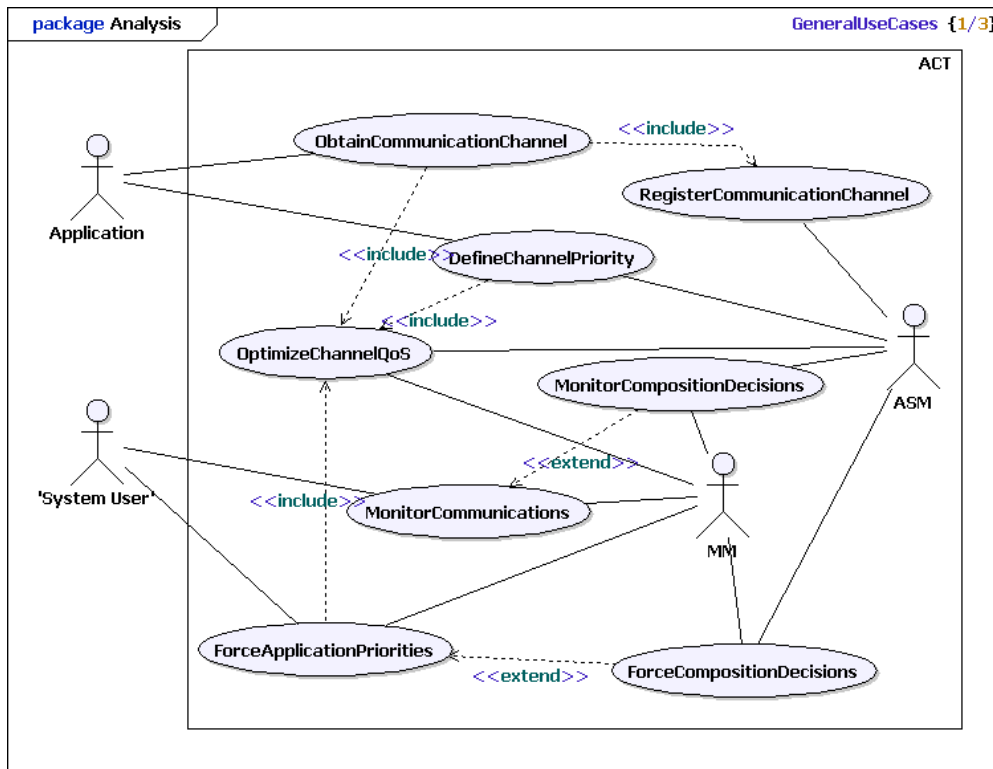 package Analysis
GeneralUseCases {1/3}
ACT
ObtainCommunicationChannel
<<include>>
RegisterCommunicationChannel
Application
<<include>>
DefineChannelPriority
<<include>>
OptimizeChannelQoS
MonitorCompositionDecisions
ASM
<<extend>>
'System User'
<<include>>
MonitorCommunications
MM
ForceApplicationPriorities
<<extend>>
ForceCompositionDecisions